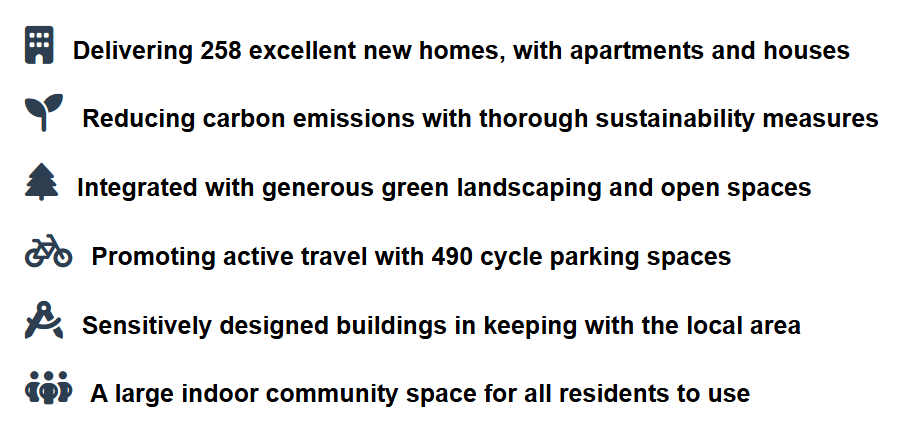 Delivering 258 excellent new homes, with apartments and houses
Reducing carbon emissions with thorough sustainability measures
Integrated with generous green landscaping and open spaces
Promoting active travel with 490 cycle parking spaces
Sensitively designed buildings in keeping with the local area
A large indoor community space for all residents to use